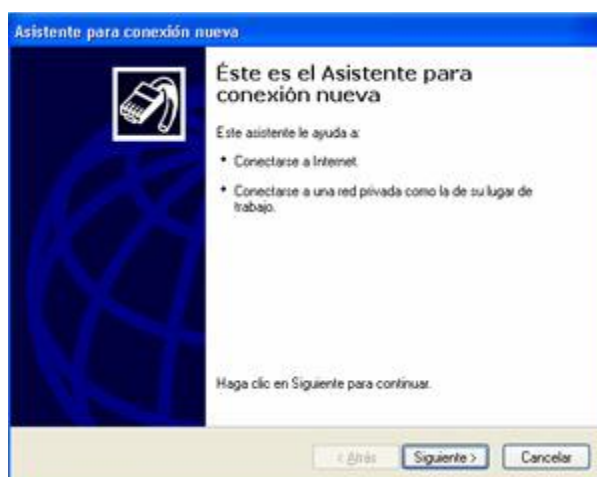 Asistente para conexión nueva
Éste es el Asistente para
conexión nueva
Este asistente le ayuda a:
• Conectarse a Internet.
• Conectarse a una red privada como la de su lugar de
trabajo.
Haga clic en Siguiente para continuar.
< Atrás Siguiente > Cancelar